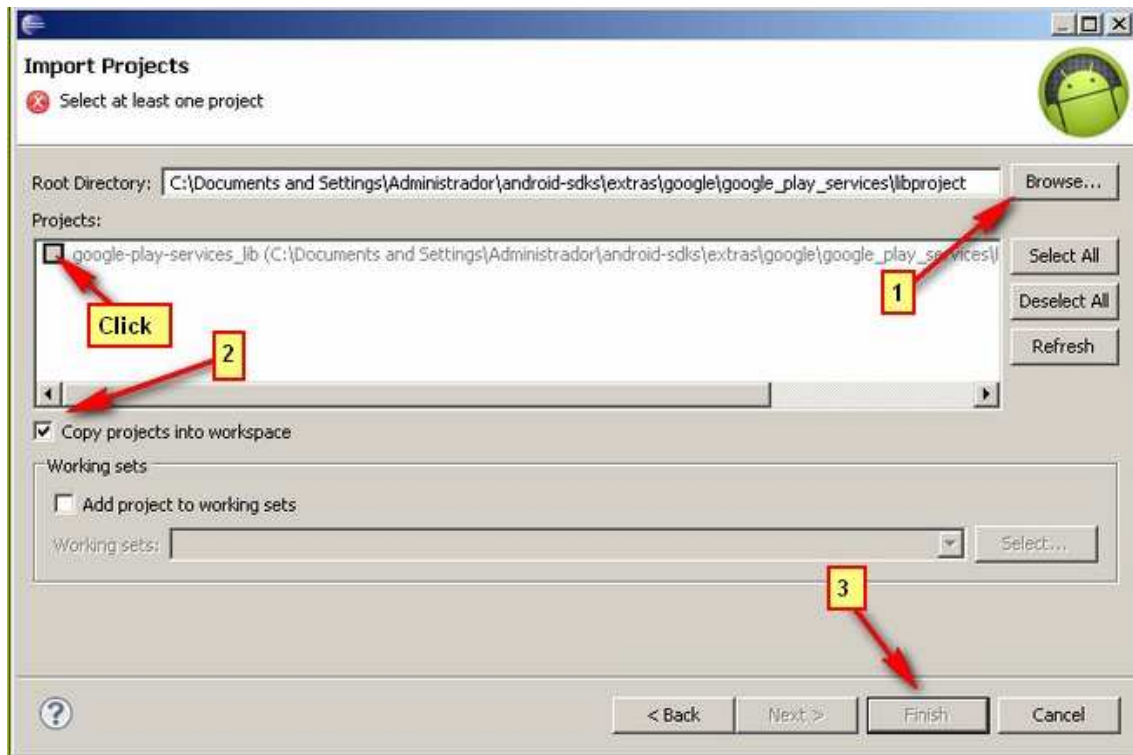 Import Projects
Select at least one project
Root Directory: C:\Documents and Settings\Administrador\android-sdks\extras\google\google_play_services\libproject Browse...
Projects:
google-play-services_lib (C:\Documents and Settings\Administrador\android-sdks\extras\google\google_play_services\l Select All
1
Click
Deselect All
2
Refresh
Copy projects into workspace
Working sets
Add project to working sets
Working sets: Select...
3
< Back Next > Finish Cancel